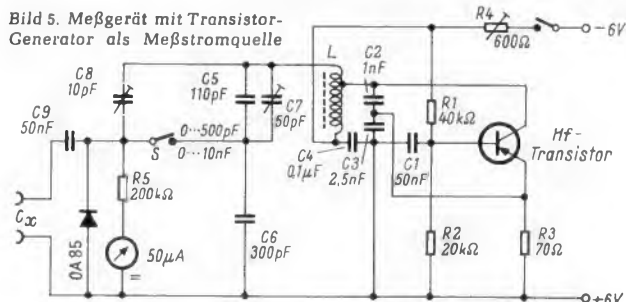 Bild 5. Meßgerät mit Transistor-
Generator als Meßstromquelle
R4
600Ω
-6V
C8
10pF
C5
110pF
L
C2
1nF
C9
50nF
C7
50pF
R1
40kΩ
Hf-
Transistor
S
0...500pF
0...10nF
C4
0,1µF
C3
2,5nF
C1
50nF
R5
200kΩ
Cx
OA 85
50µA
=
C6
300pF
R2
20kΩ
R3
70Ω
+6V